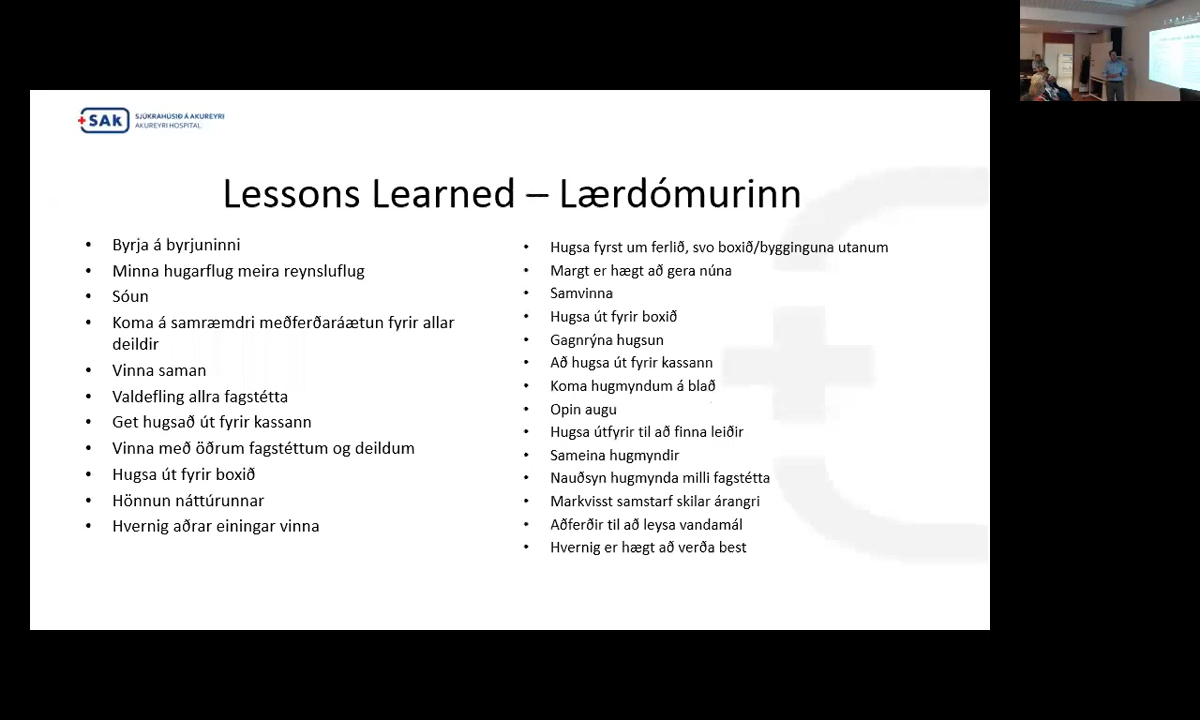 SAk
SJÚKRAHÚSIÐ Á AKUREYRI
AKUREYRI HOSPITAL
Lessons Learned – Lærdómurinn
• Byrja á byrjuninni
• Minna hugarflug meira reynsluflug
• Sóun
• Koma á samræmdri meðferðaráætun fyrir allar
deildir
• Vinna saman
• Valdefling allra fagstétta
• Get hugsað út fyrir kassann
• Vinna með öðrum fagstéttum og deildum
• Hugsa út fyrir boxið
• Hönnun náttúrunnar
• Hvernig aðrar einingar vinna
• Hugsa fyrst um ferlið, svo boxið/bygginguna utanum
• Margt er hægt að gera núna
• Samvinna
• Hugsa út fyrir boxið
• Gagnrýna hugsun
• Að hugsa út fyrir kassann
• Koma hugmyndum á blað
• Opin augu
• Hugsa útfyrir til að finna leiðir
• Sameina hugmyndir
• Nauðsyn hugmynda milli fagstétta
• Markvisst samstarf skilar árangri
• Aðferðir til að leysa vandamál
• Hvernig er hægt að verða best